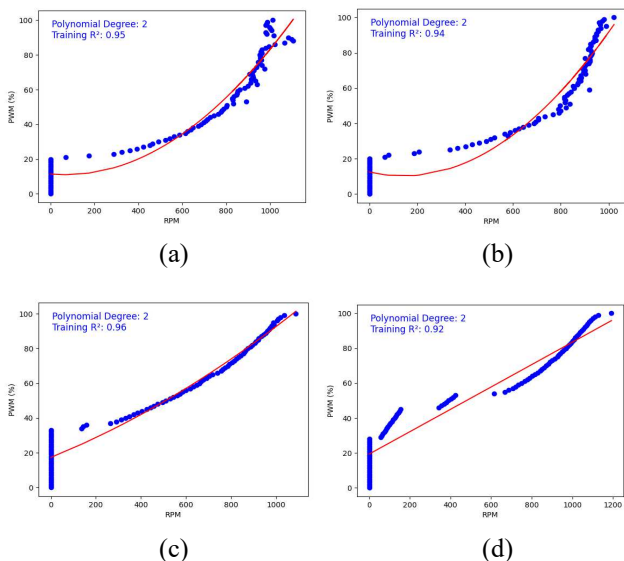 Polynomial Degree: 2
Training R²: 0.95
PWM (%)
100
80
60
40
20
0
0 200 400 600 800 1000
RPM
(a)
Polynomial Degree: 2
Training R²: 0.94
PWM (%)
100
80
60
40
20
0
0 200 400 600 800 1000
RPM
(b)
Polynomial Degree: 2
Training R²: 0.96
PWM (%)
100
80
60
40
20
0
0 200 400 600 800 1000
RPM
(c)
Polynomial Degree: 2
Training R²: 0.92
PWM (%)
100
80
60
40
20
0
0 200 400 600 800 1000 1200
RPM
(d)